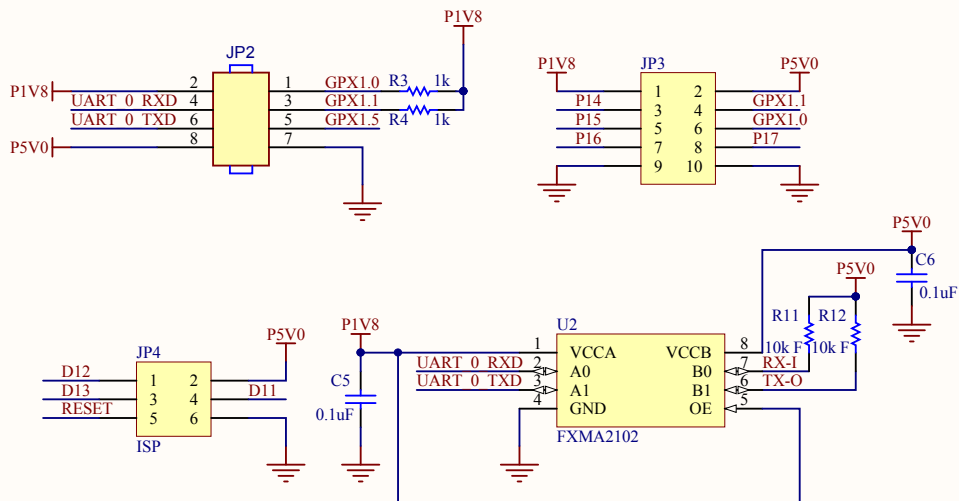 P1V8
JP2
P1V8 2 1 GPX1.0 R3 1k
UART_0_RXD 4 3 GPX1.1
UART_0_TXD 6 5 GPX1.5 R4 1k
P5V0 8 7
JP3
P1V8 P5V0
1 2
P14 3 4 GPX1.1
P15 5 6 GPX1.0
P16 7 8 P17
9 10
P5V0
C6
0.1uF
P5V0
R11 R12
10k F 10k F
P5V0
JP4
D12 1 2
D13 3 4 D11
RESET 5 6
ISP
P1V8
C5
0.1uF
U2
1 VCCA VCCB 8
UART_0_RXD 2 A0 B0 7 RX-I
UART_0_TXD 3 A1 B1 6 TX-O
4 GND OE 5
FXMA2102